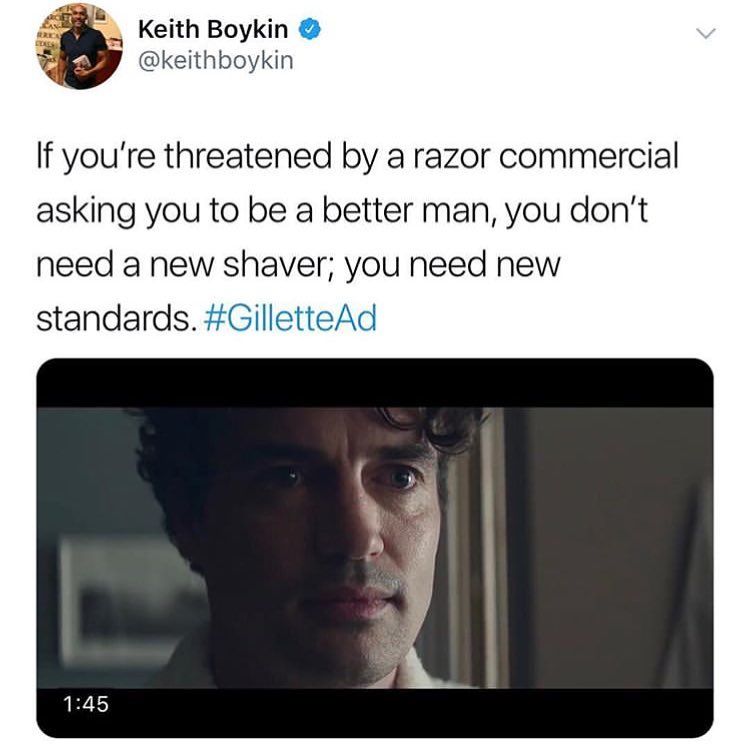 Keith Boykin
@keithboykin
If you're threatened by a razor commercial
asking you to be a better man, you don't
need a new shaver; you need new
standards. #GilletteAd
1:45